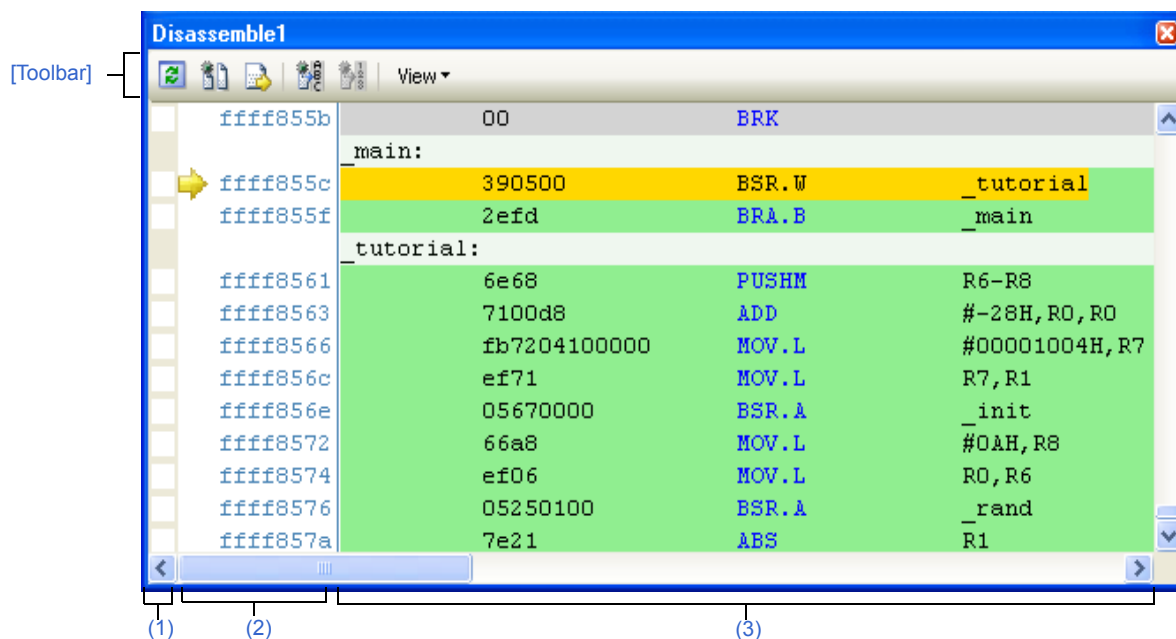 Disassemble1
[Toolbar]
View
ffff855b 00 BRK
_main:
ffff855c 390500 BSR.W _tutorial
ffff855f 2efd BRA.B _main
_tutorial:
ffff8561 6e68 PUSHM R6-R8
ffff8563 7100d8 ADD #-28H,R0,R0
ffff8566 fb7204100000 MOV.L #00001004H,R7
ffff856c ef71 MOV.L R7,R1
ffff856e 05670000 BSR.A _init
ffff8572 66a8 MOV.L #0AH,R8
ffff8574 ef06 MOV.L R0,R6
ffff8576 05250100 BSR.A _rand
ffff857a 7e21 ABS R1
(1) (2) (3)